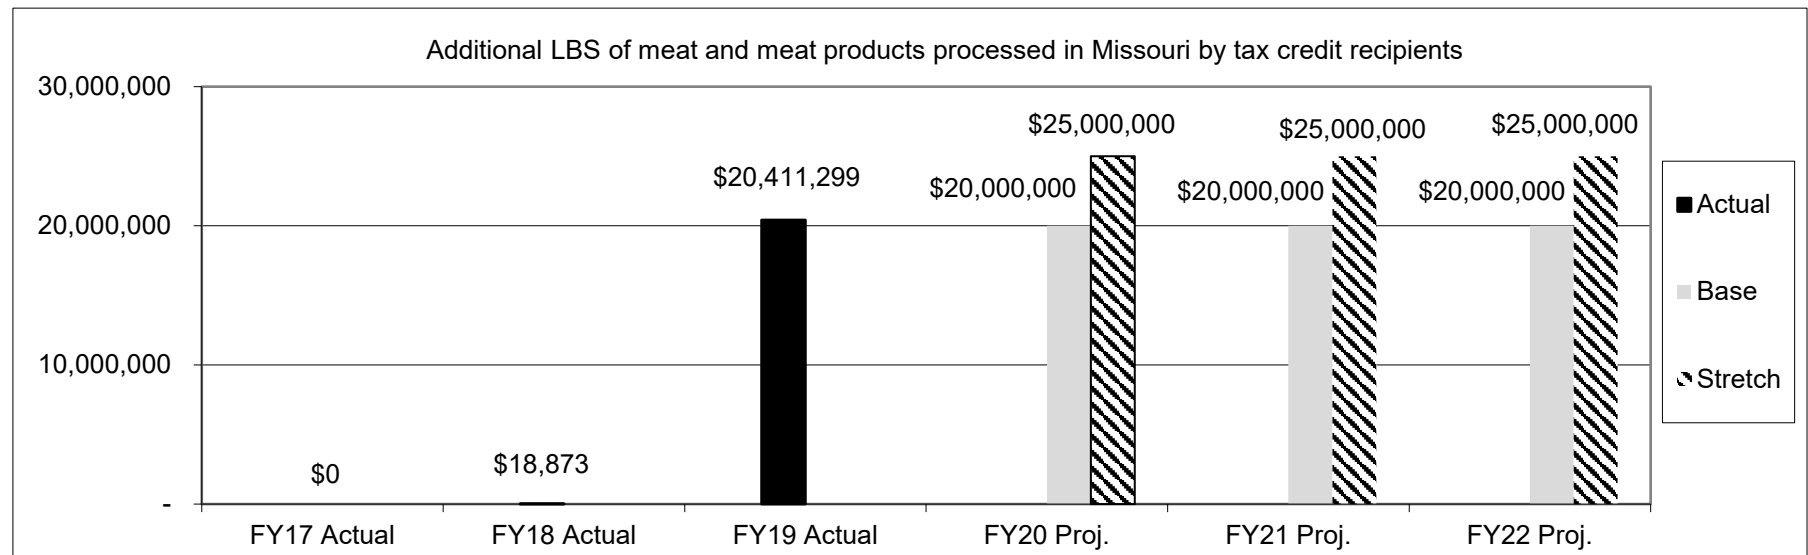 Additional LBS of meat and meat products processed in Missouri by tax credit recipients
30,000,000
20,000,000
10,000,000
-
$0
$18,873
$20,411,299
$20,000,000
$25,000,000
$20,000,000
$25,000,000
$20,000,000
$25,000,000
FY17 Actual
FY18 Actual
FY19 Actual
FY20 Proj.
FY21 Proj.
FY22 Proj.
Actual
Base
Stretch